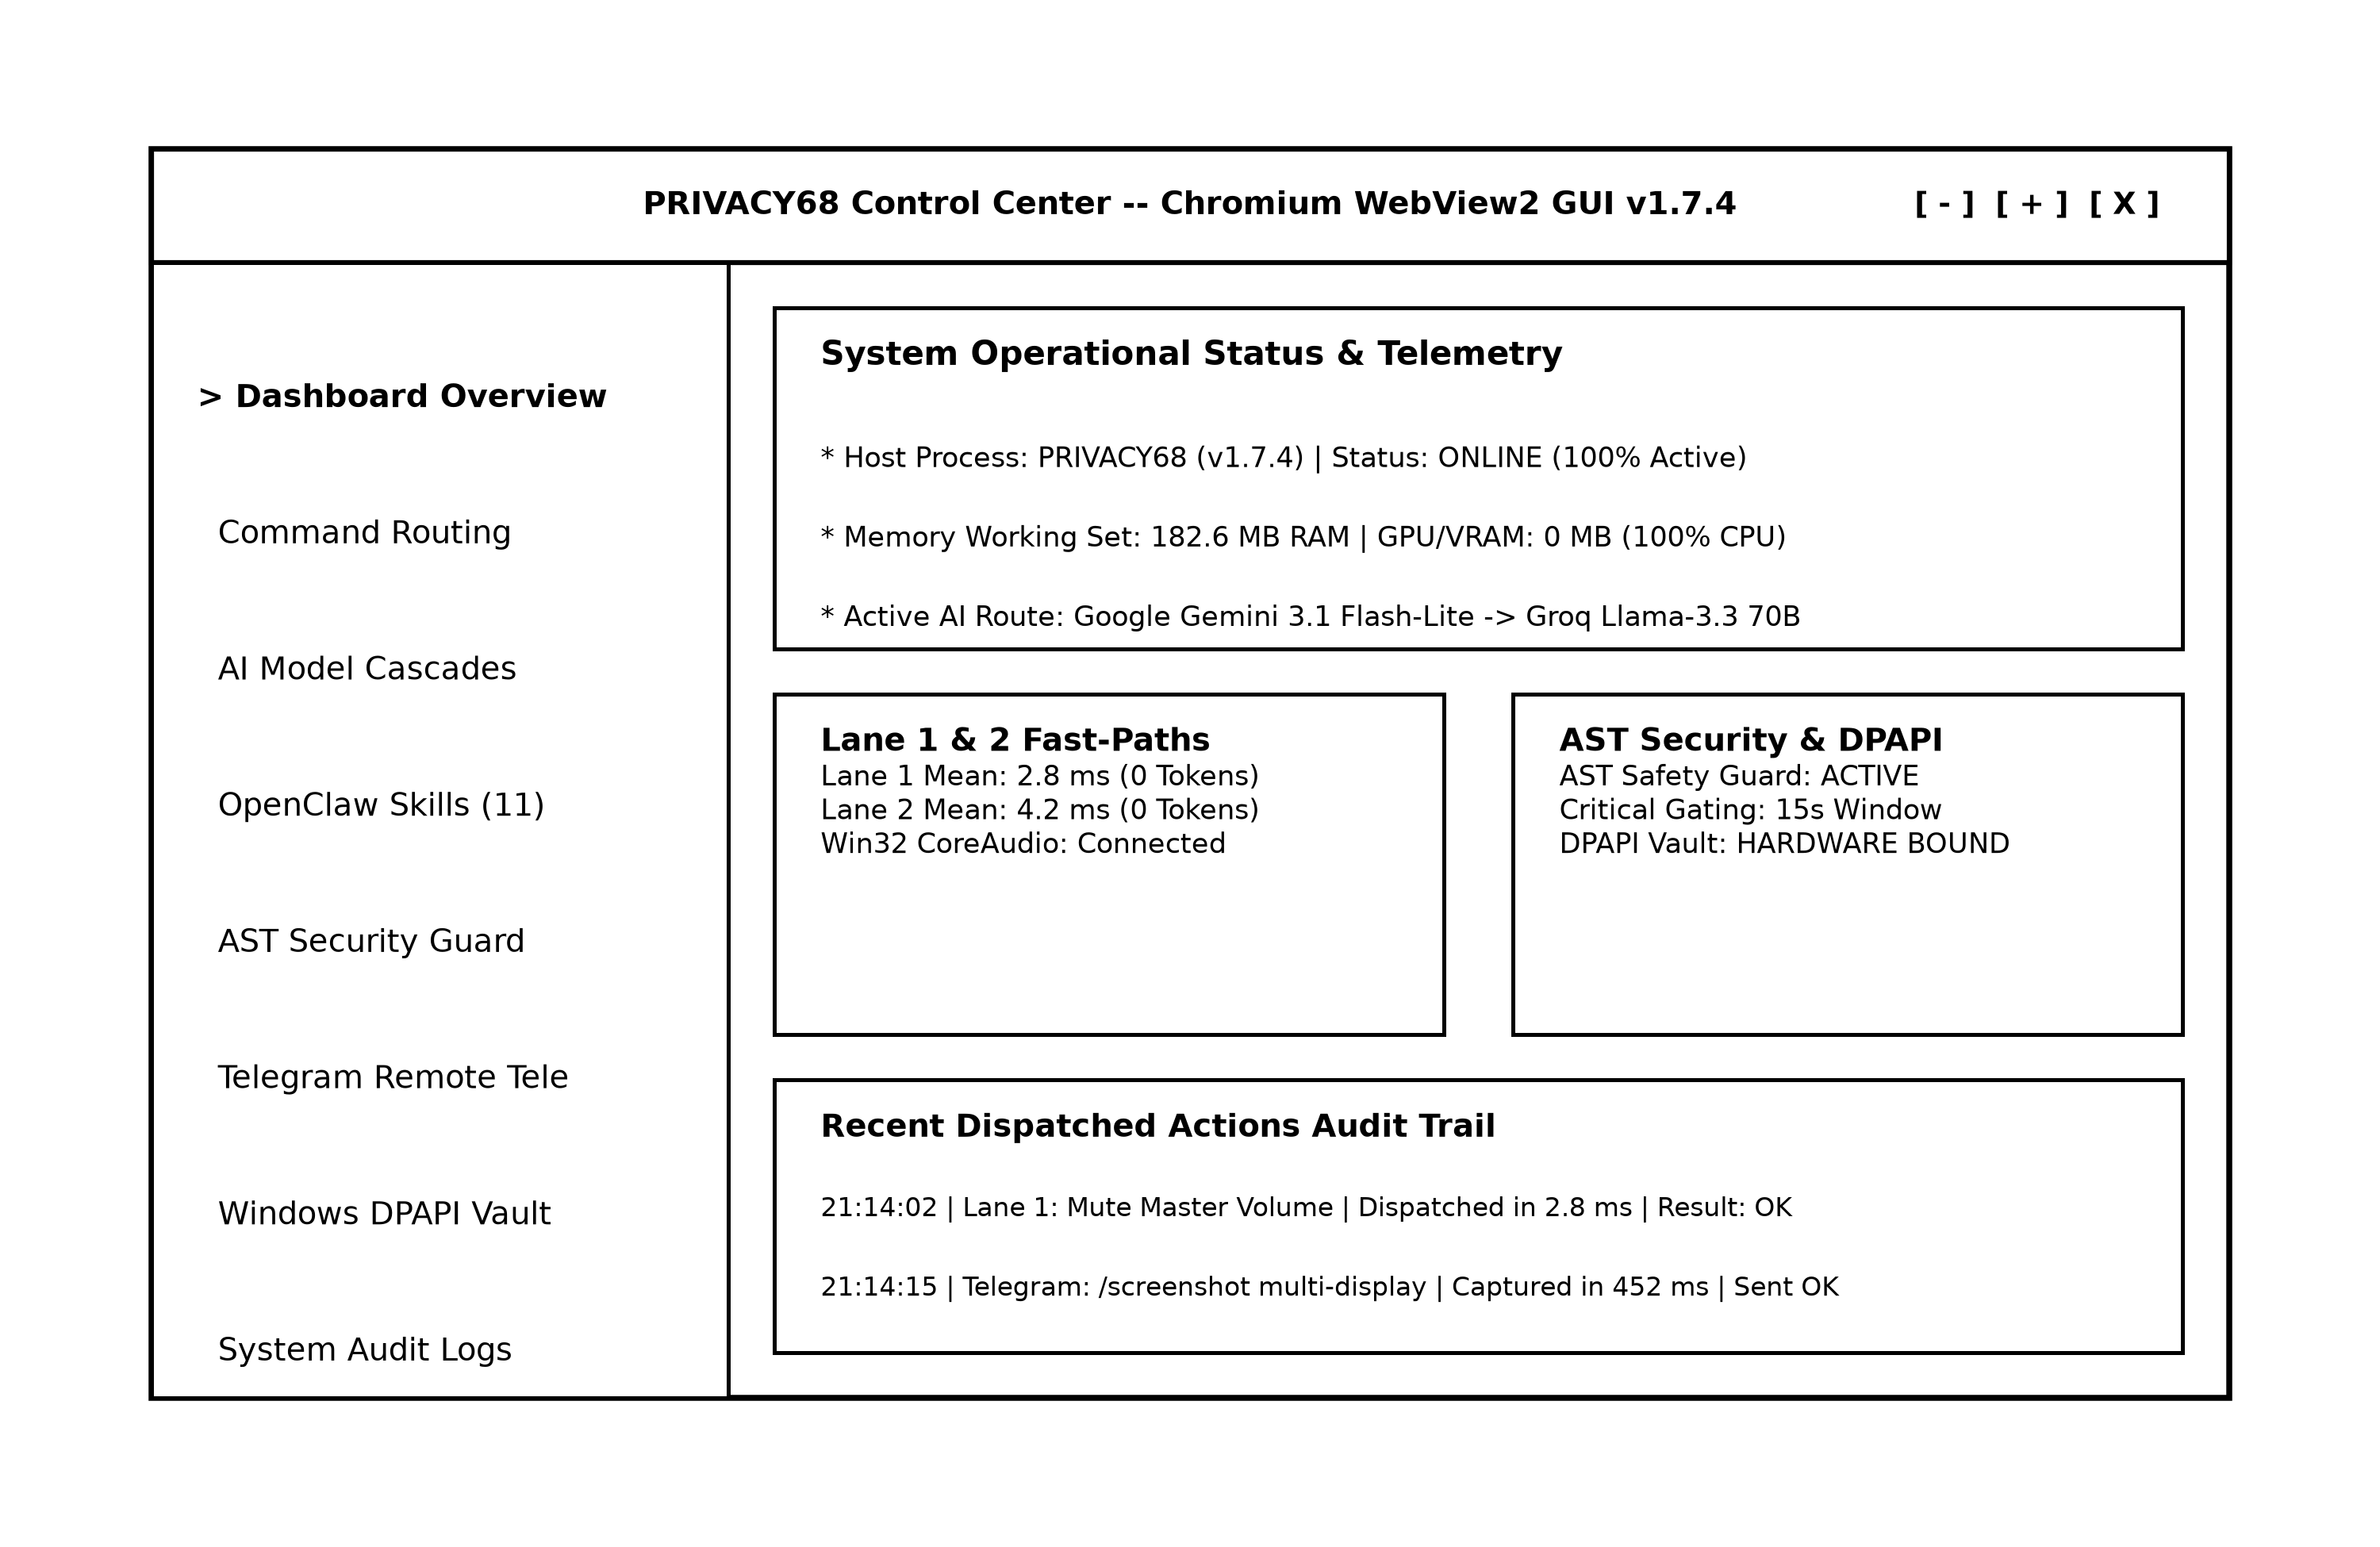 PRIVACY68 Control Center -- Chromium WebView2 GUI v1.7.4 [ - ] [ + ] [ X ]
> Dashboard Overview
Command Routing
AI Model Cascades
OpenClaw Skills (11)
AST Security Guard
Telegram Remote Tele
Windows DPAPI Vault
System Audit Logs
System Operational Status & Telemetry
* Host Process: PRIVACY68 (v1.7.4) | Status: ONLINE (100% Active)
* Memory Working Set: 182.6 MB RAM | GPU/VRAM: 0 MB (100% CPU)
* Active AI Route: Google Gemini 3.1 Flash-Lite -> Groq Llama-3.3 70B
Lane 1 & 2 Fast-Paths
Lane 1 Mean: 2.8 ms (0 Tokens)
Lane 2 Mean: 4.2 ms (0 Tokens)
Win32 CoreAudio: Connected
AST Security & DPAPI
AST Safety Guard: ACTIVE
Critical Gating: 15s Window
DPAPI Vault: HARDWARE BOUND
Recent Dispatched Actions Audit Trail
21:14:02 | Lane 1: Mute Master Volume | Dispatched in 2.8 ms | Result: OK
21:14:15 | Telegram: /screenshot multi-display | Captured in 452 ms | Sent OK